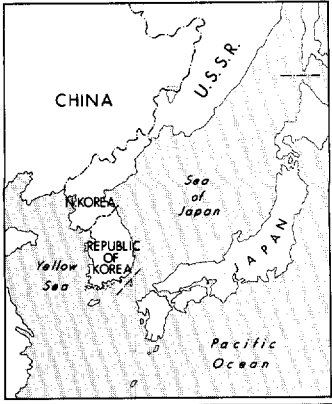 U.S.S.R.
CHINA
N.KOREA
Sea
of
Japan
JAPAN
REPUBLIC
OF
KOREA
Yellow
Sea
Pacific
Ocean